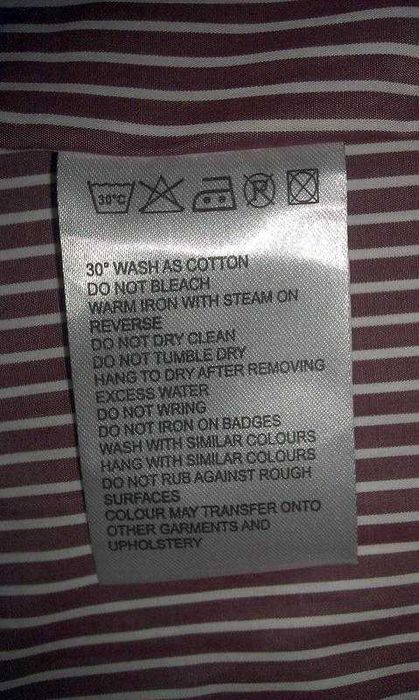 30°C P
30° WASH AS COTTON
DO NOT BLEACH
WARM IRON WITH STEAM ON
REVERSE
DO NOT DRY CLEAN
DO NOT TUMBLE DRY
HANG TO DRY AFTER REMOVING
EXCESS WATER
DO NOT WRING
DO NOT IRON ON BADGES
WASH WITH SIMILAR COLOURS
HANG WITH SIMILAR COLOURS
DO NOT RUB AGAINST ROUGH
SURFACES
COLOUR MAY TRANSFER ONTO
OTHER GARMENTS AND
UPHOLSTERY